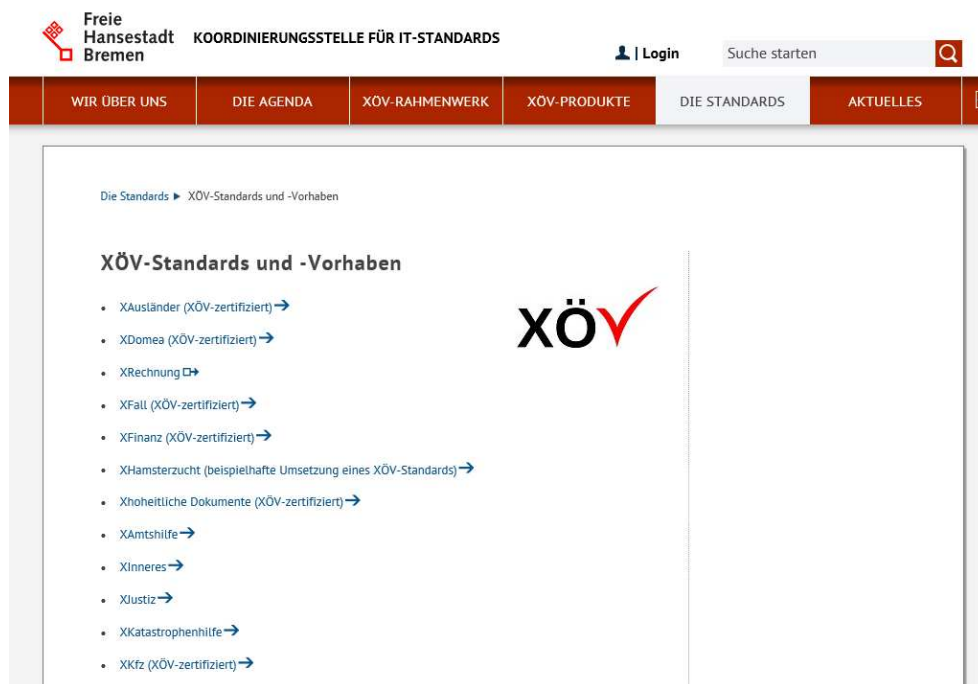 Freie
Hansestadt
Bremen
KOORDINIERUNGSSTELLE FÜR IT-STANDARDS
| Login
Suche starten
WIR ÜBER UNS
DIE AGENDA
XÖV-RAHMENWERK
XÖV-PRODUKTE
DIE STANDARDS
AKTUELLES
Die Standards ► XÖV-Standards und -Vorhaben
XÖV-Standards und -Vorhaben
XÖV
• XAusländer (XÖV-zertifiziert)
• XDomea (XÖV-zertifiziert)
• XRechnung
• XFall (XÖV-zertifiziert)
• XFinanz (XÖV-zertifiziert)
• XHamsterzucht (beispielhafte Umsetzung eines XÖV-Standards)
• Xhoheitliche Dokumente (XÖV-zertifiziert)
• XAmtshilfe
• XInneres
• XJustiz
• XKatastrophenhilfe
• XKfz (XÖV-zertifiziert)